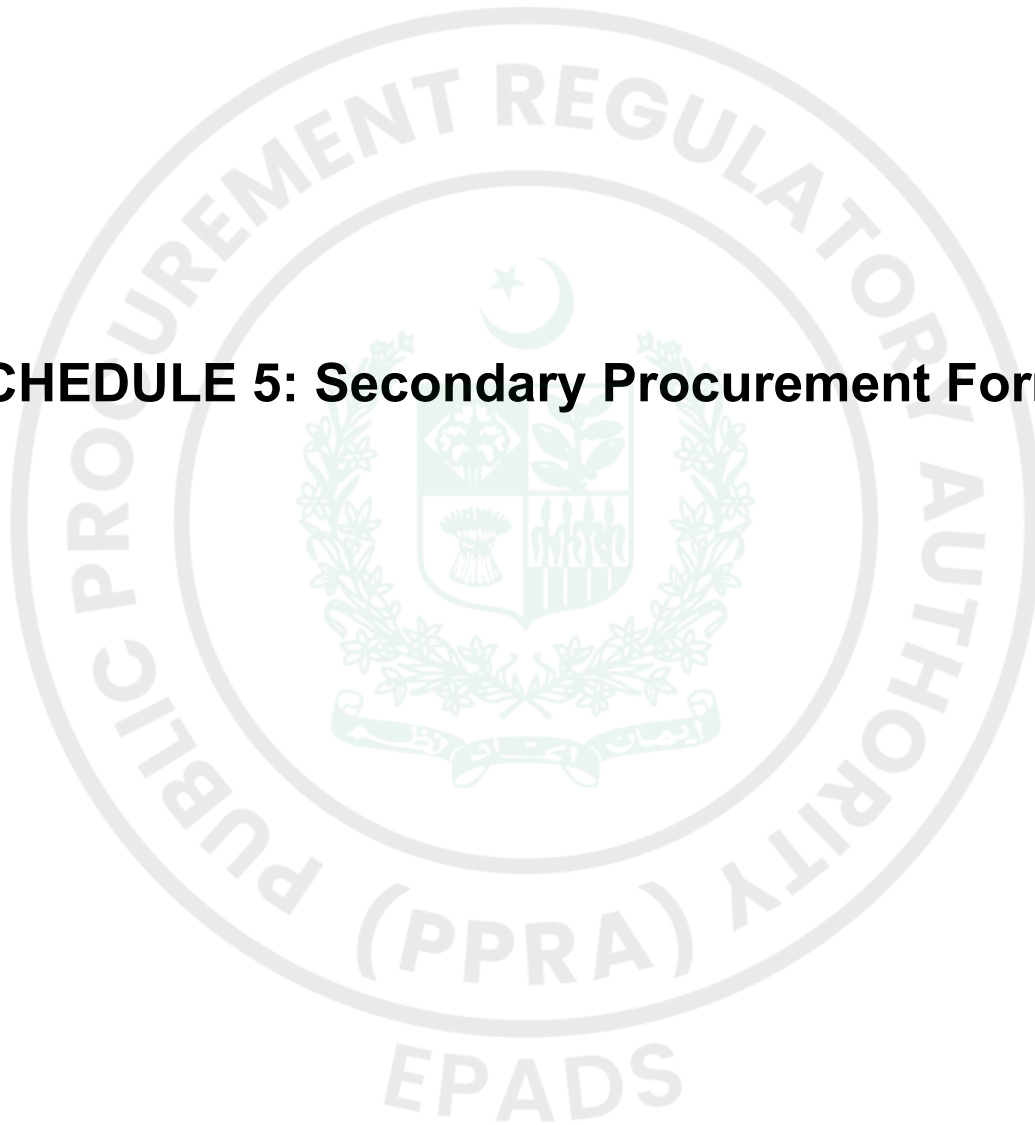 PUBLIC PROCUREMENT REGULATORY AUTHORITY
CHEDULE 5: Secondary Procurement For
(PPRA)
EPADS